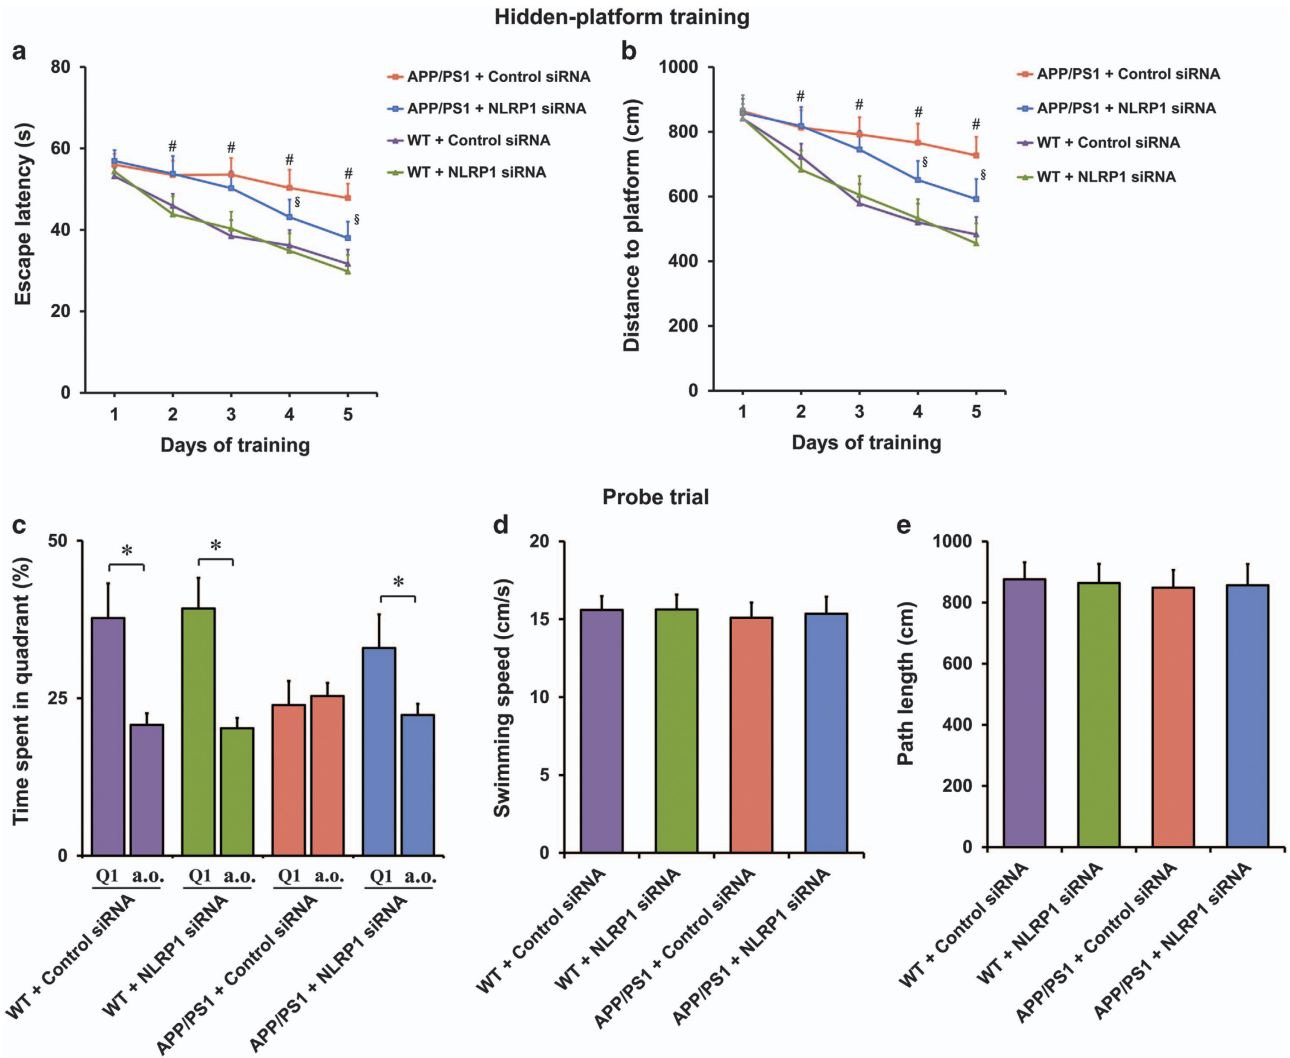 Hidden-platform training
a
80
60
40
20
0
Escape latency (s)
1 2 3 4 5
Days of training
# # # #
§ §
APP/PS1 + Control siRNA
APP/PS1 + NLRP1 siRNA
WT + Control siRNA
WT + NLRP1 siRNA
b
1000
800
600
400
200
0
Distance to platform (cm)
1 2 3 4 5
Days of training
# # # #
§ §
APP/PS1 + Control siRNA
APP/PS1 + NLRP1 siRNA
WT + Control siRNA
WT + NLRP1 siRNA
Probe trial
c
50
25
0
Time spent in quadrant (%)
* * *
Q1 a.o. Q1 a.o. Q1 a.o. Q1 a.o.
WT + Control siRNA
WT + NLRP1 siRNA
APP/PS1 + Control siRNA
APP/PS1 + NLRP1 siRNA
d
20
15
10
5
0
Swimming speed (cm/s)
WT + Control siRNA
WT + NLRP1 siRNA
APP/PS1 + Control siRNA
APP/PS1 + NLRP1 siRNA
e
1000
800
600
400
200
0
Path length (cm)
WT + Control siRNA
WT + NLRP1 siRNA
APP/PS1 + Control siRNA
APP/PS1 + NLRP1 siRNA